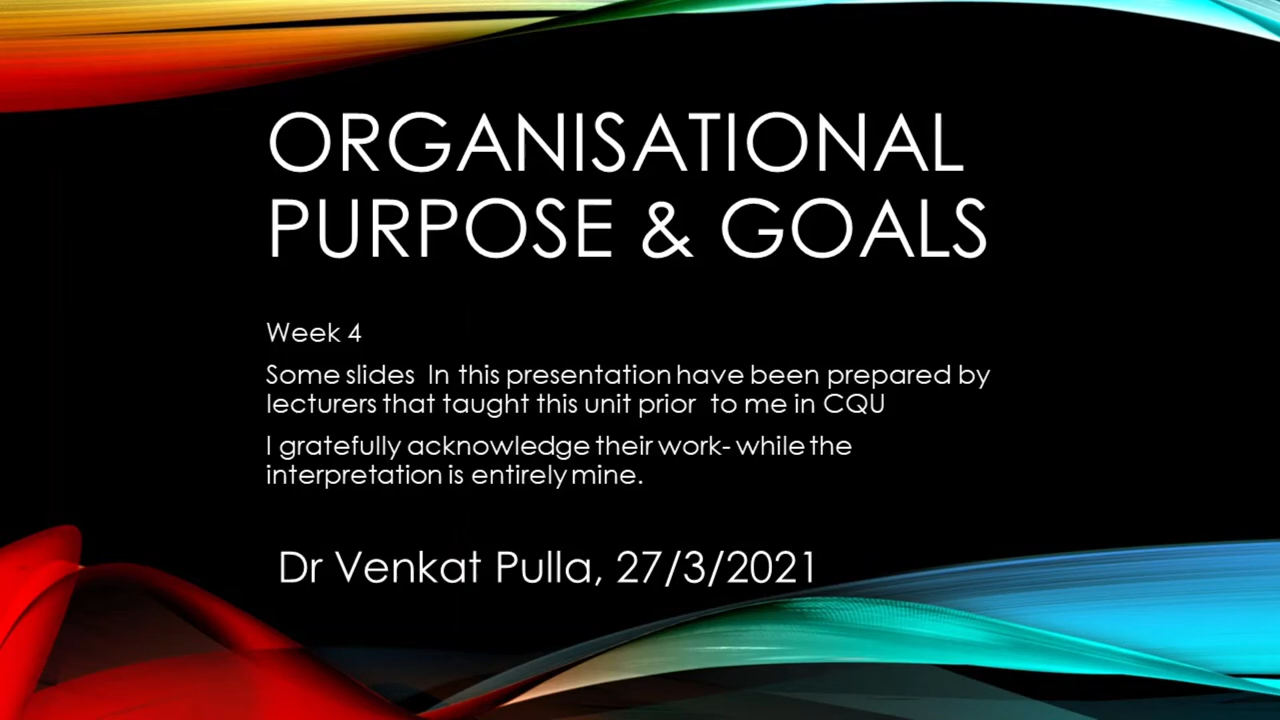 ORGANISATIONAL
PURPOSE & GOALS
Week 4
Some slides In this presentation have been prepared by
lecturers that taught this unit prior to me in CQU
I gratefully acknowledge their work- while the
interpretation is entirely mine.
Dr Venkat Pulla, 27/3/2021